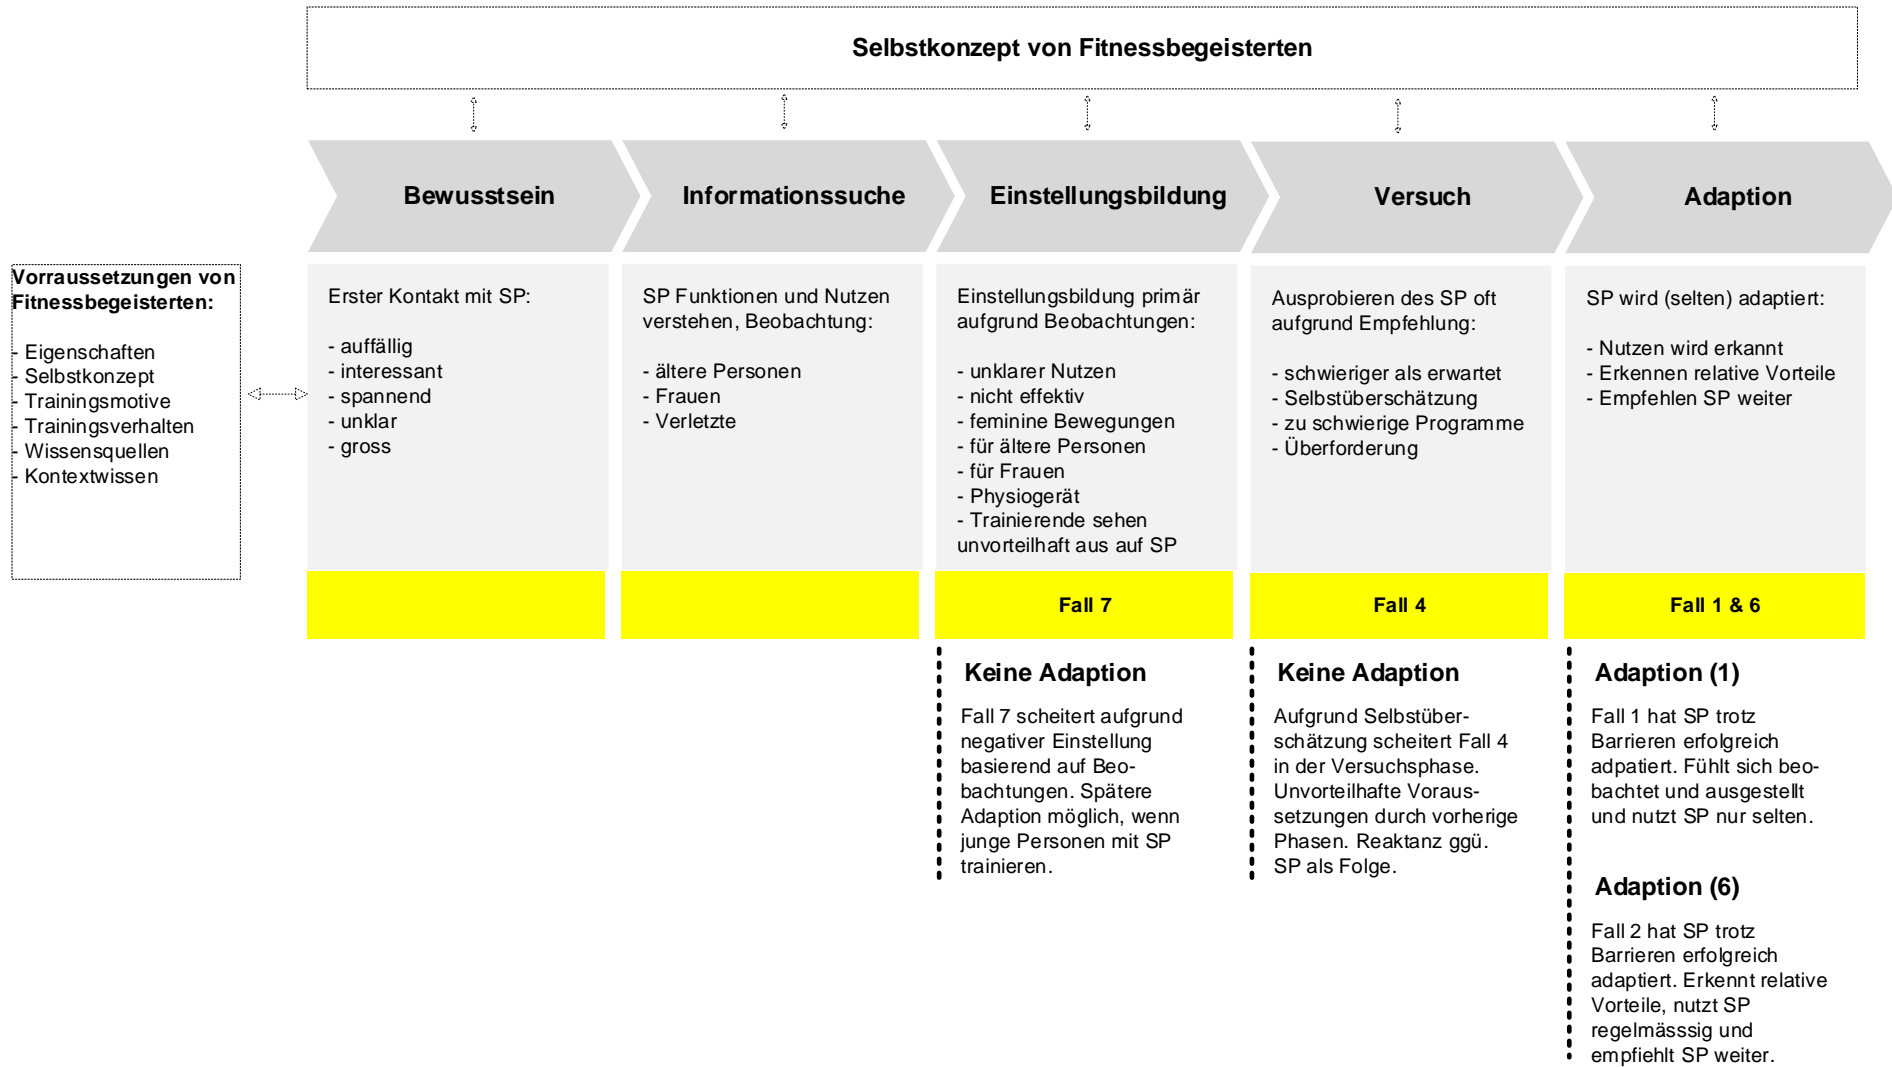 Selbstkonzept von Fitnessbegeisterten
Bewusstsein
Informationssuche
Einstellungsbildung
Versuch
Adaption
Vorraussetzungen von
Fitnessbegeisterten:
- Eigenschaften
- Selbstkonzept
- Trainingsmotive
- Trainingsverhalten
- Wissensquellen
- Kontextwissen
Erster Kontakt mit SP:
- auffällig
- interessant
- spannend
- unklar
- gross
SP Funktionen und Nutzen
verstehen, Beobachtung:
- ältere Personen
- Frauen
- Verletzte
Einstellungsbildung primär
aufgrund Beobachtungen:
- unklarer Nutzen
- nicht effektiv
- feminine Bewegungen
- für ältere Personen
- für Frauen
- Physiogerät
- Trainierende sehen
unvorteilhaft aus auf SP
Ausprobieren des SP oft
aufgrund Empfehlung:
- schwieriger als erwartet
- Selbstüberschätzung
- zu schwierige Programme
- Überforderung
SP wird (selten) adaptiert:
- Nutzen wird erkannt
- Erkennen relative Vorteile
- Empfehlen SP weiter
Fall 7
Fall 4
Fall 1 & 6
Keine Adaption
Fall 7 scheitert aufgrund
negativer Einstellung
basierend auf Beo-
bachtungen. Spätere
Adaption möglich, wenn
junge Personen mit SP
trainieren.
Keine Adaption
Aufgrund Selbstüber-
schätzung scheitert Fall 4
in der Versuchsphase.
Unvorteilhafte Voraus-
setzungen durch vorherige
Phasen. Reaktanz ggü.
SP als Folge.
Adaption (1)
Fall 1 hat SP trotz
Barrieren erfolgreich
adpatiert. Fühlt sich beo-
bachtet und ausgestellt
und nutzt SP nur selten.
Adaption (6)
Fall 2 hat SP trotz
Barrieren erfolgreich
adaptiert. Erkennt relative
Vorteile, nutzt SP
regelmässsig und
empfiehlt SP weiter.